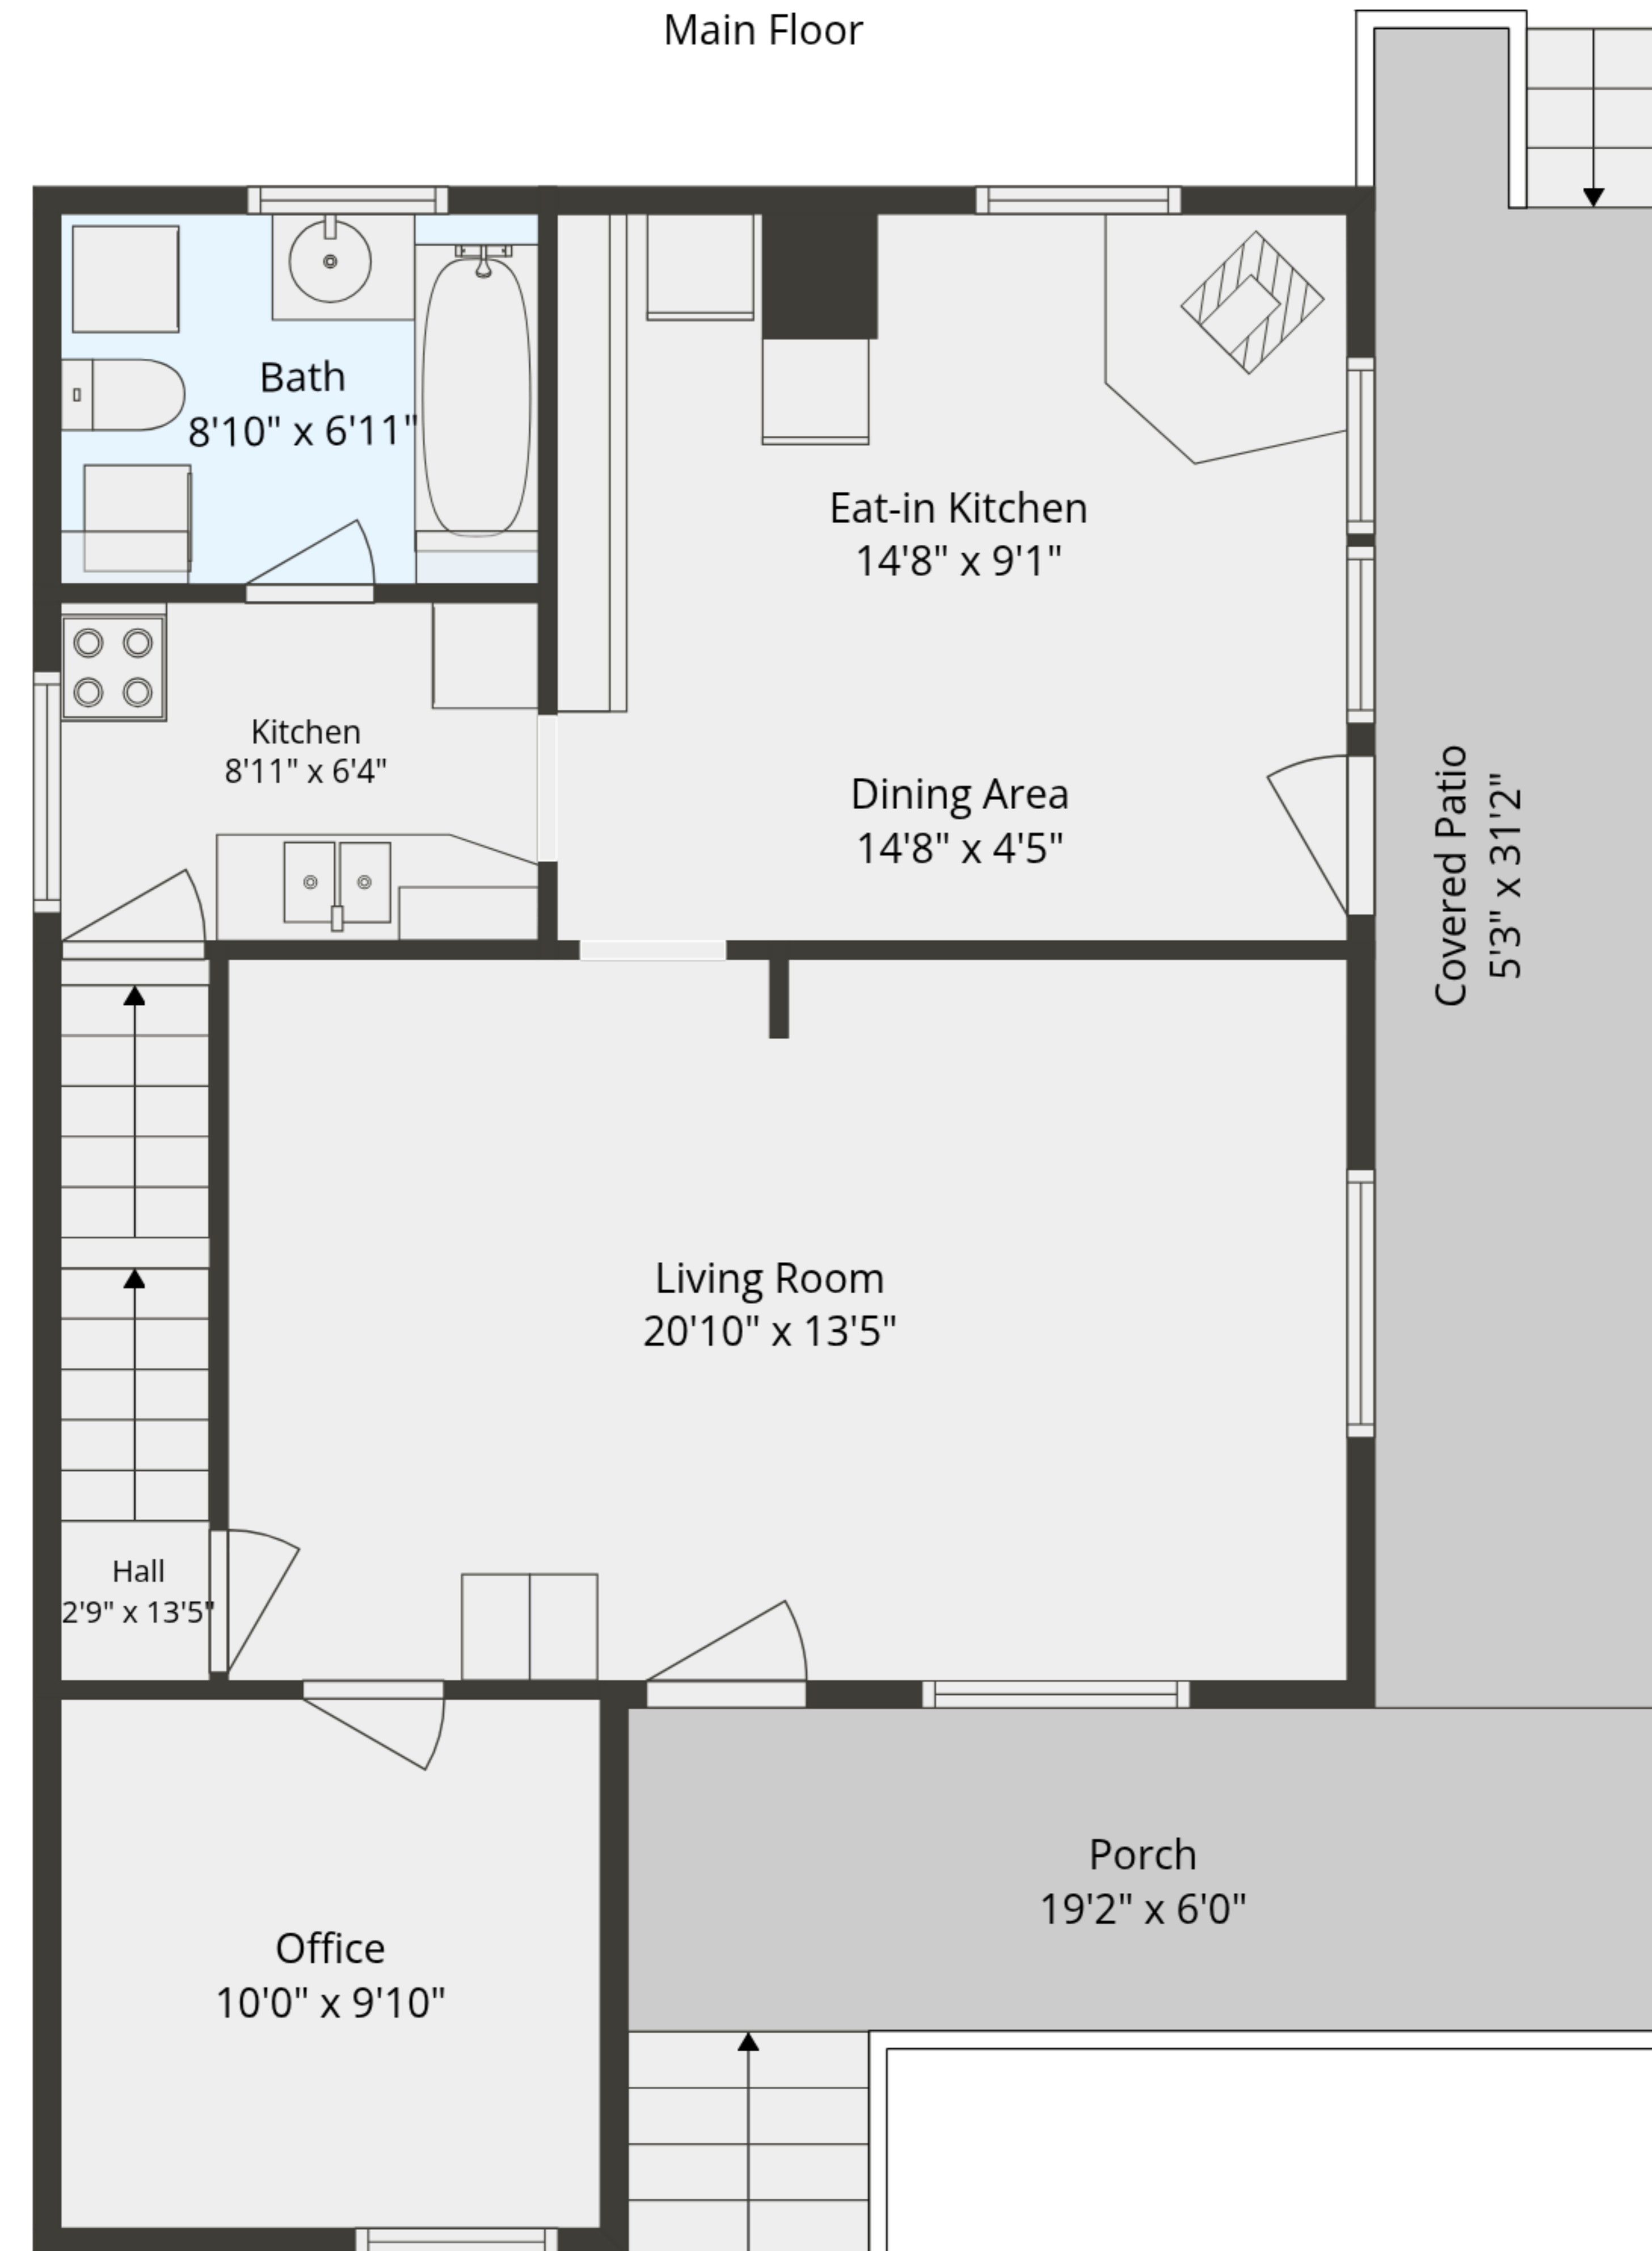 Main Floor
Bath
8'10" x 6'11"
Eat-in Kitchen
14'8" x 9'1"
Kitchen
8'11" x 6'4"
Dining Area
14'8" x 4'5"
Covered Patio
5'3" x 31'2"
Living Room
20'10" x 13'5"
Hall
2'9" x 13'5"
Porch
19'2" x 6'0"
Office
10'0" x 9'10"